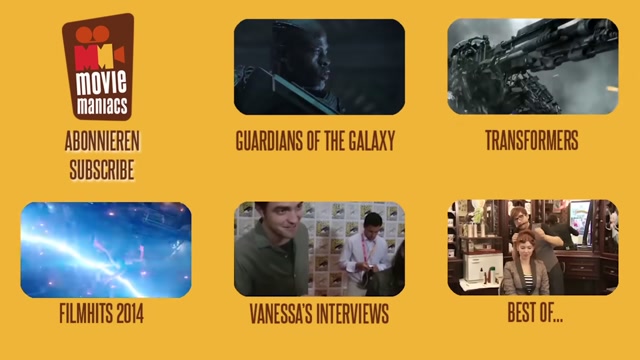 movie
maniacs
ABONNIEREN
SUBSCRIBE
GUARDIANS OF THE GALAXY
TRANSFORMERS
FILMHITS 2014
VANESSA'S INTERVIEWS
BEST OF...